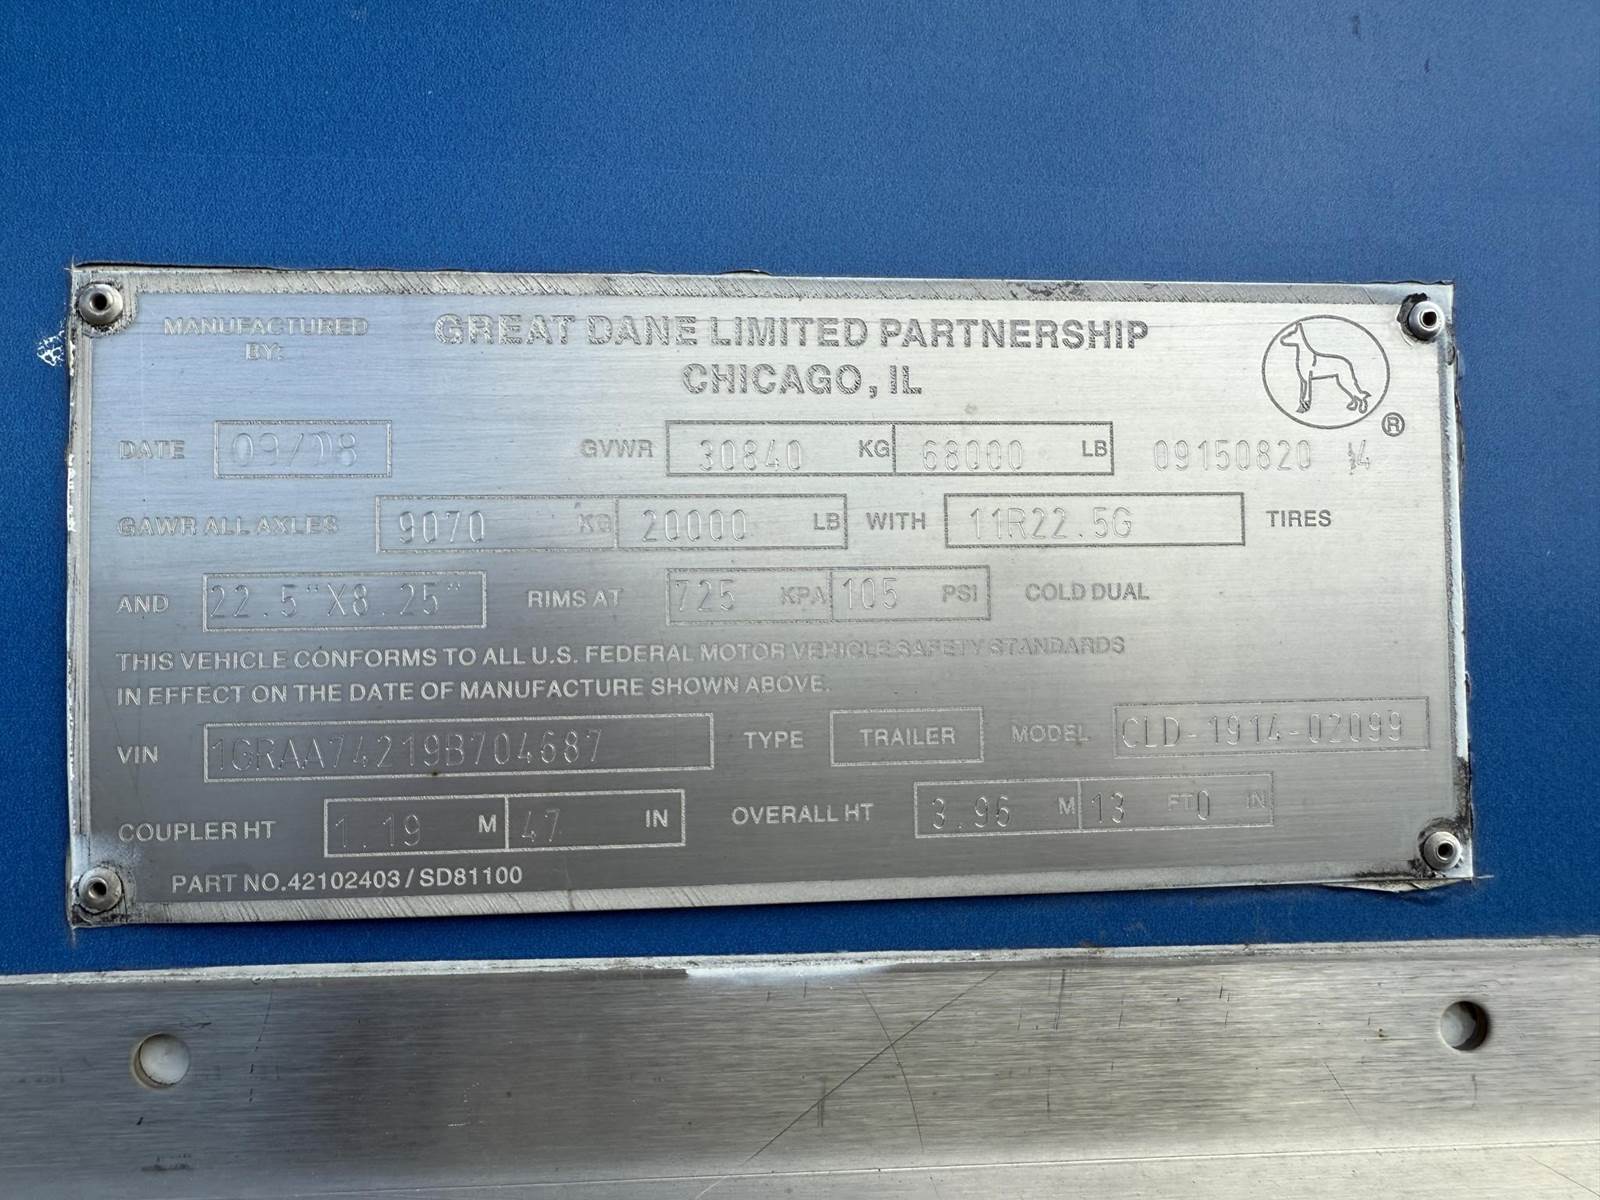 MANUFACTURED BY: GREAT DANE LIMITED PARTNERSHIP
CHICAGO, IL
®
DATE 09/08 GVWR 30840 KG 68000 LB 09150820 14
GAWR ALL AXLES 9070 KG 20000 LB WITH 11R22.5G TIRES
AND 22.5"X8.25" RIMS AT 725 KPA 105 PSI COLD DUAL
THIS VEHICLE CONFORMS TO ALL U.S. FEDERAL MOTOR VEHICLE SAFETY STANDARDS
IN EFFECT ON THE DATE OF MANUFACTURE SHOWN ABOVE.
VIN 1GRAA74219B704687 TYPE TRAILER MODEL CLD-1914-02099
COUPLER HT 1.19 M 47 IN OVERALL HT 3.96 M 13 FT 0 IN
PART NO.42102403/SD81100